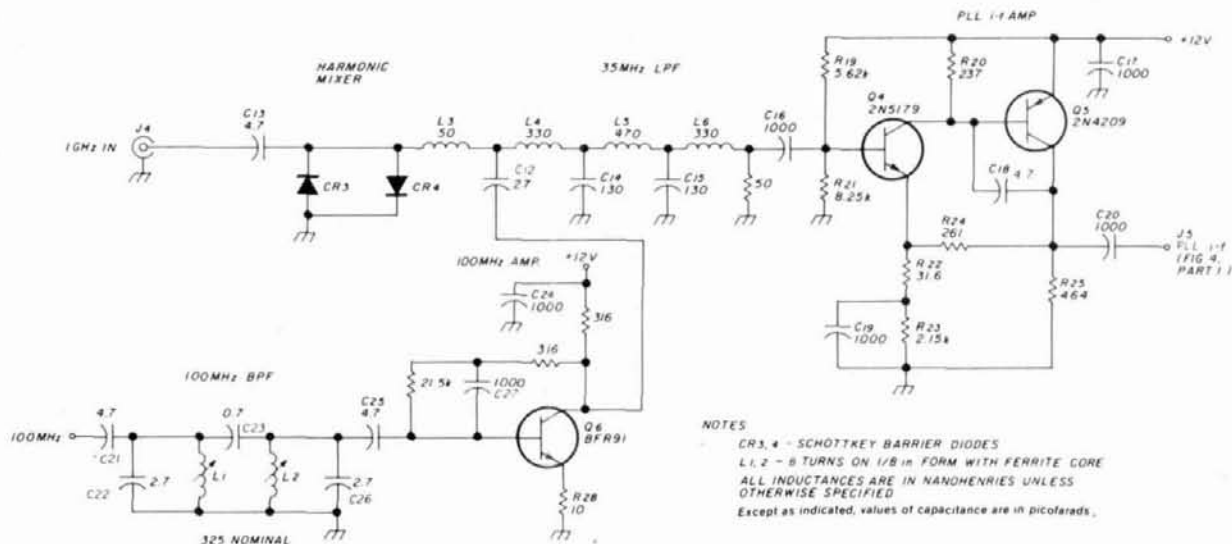 PLL i-f AMP
+12V
HARMONIC
MIXER
35MHz LPF
R19
5.62k
R20
237
C17
1000
Q4
2N5179
Q5
2N4209
J4
C13
4.7
L3
50
L4
330
L5
470
L6
330
C16
1000
1GHz IN
CR3
CR4
C12
2.7
C14
130
C15
130
50
R21
8.25k
C18
4.7
R24
261
C20
1000
J5
PLL i-f
(FIG 4,
PART 1)
100MHz AMP.
+12V
R22
31.6
R25
464
C24
1000
316
C19
1000
R23
2.15k
316
100MHz BPF
21.5k
1000
C27
4.7
0.7
C23
C25
4.7
Q6
BFR91
100MHz
C21
2.7
C22
L1
L2
2.7
C26
R28
10
325 NOMINAL
NOTES
CR3, 4 - SCHOTTKEY BARRIER DIODES
L1, 2 - 8 TURNS ON 1/8 in FORM WITH FERRITE CORE
ALL INDUCTANCES ARE IN NANOHENRIES UNLESS
OTHERWISE SPECIFIED
Except as indicated, values of capacitance are in picofarads.